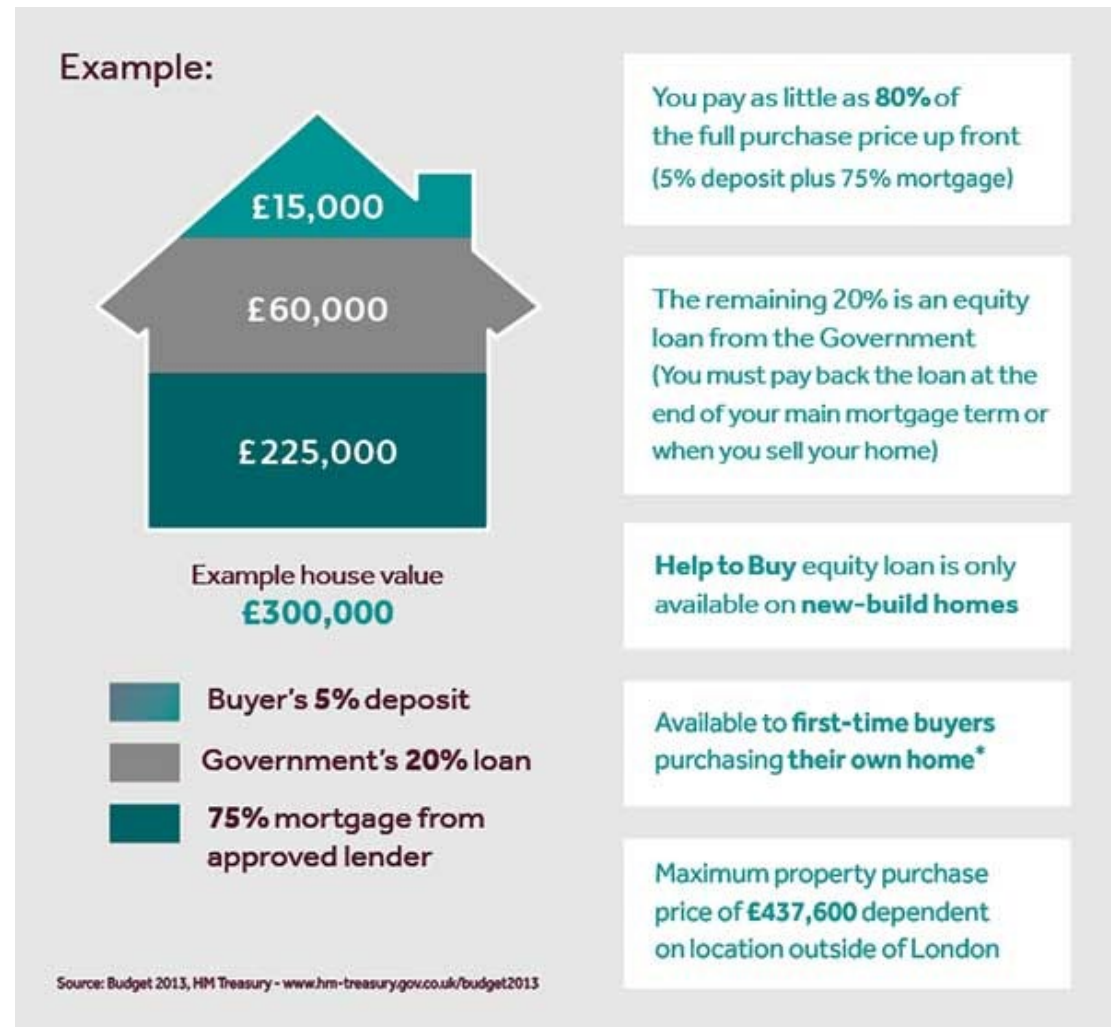 Example:
£15,000
£60,000
£225,000
Example house value
£300,000
Buyer's 5% deposit
Government's 20% loan
75% mortgage from
approved lender
Source: Budget 2013, HM Treasury - www.hm-treasury.gov.co.uk/budget2013
You pay as little as 80% of
the full purchase price up front
(5% deposit plus 75% mortgage)
The remaining 20% is an equity
loan from the Government
(You must pay back the loan at the
end of your main mortgage term or
when you sell your home)
Help to Buy equity loan is only
available on new-build homes
Available to first-time buyers
purchasing their own home*
Maximum property purchase
price of £437,600 dependent
on location outside of London